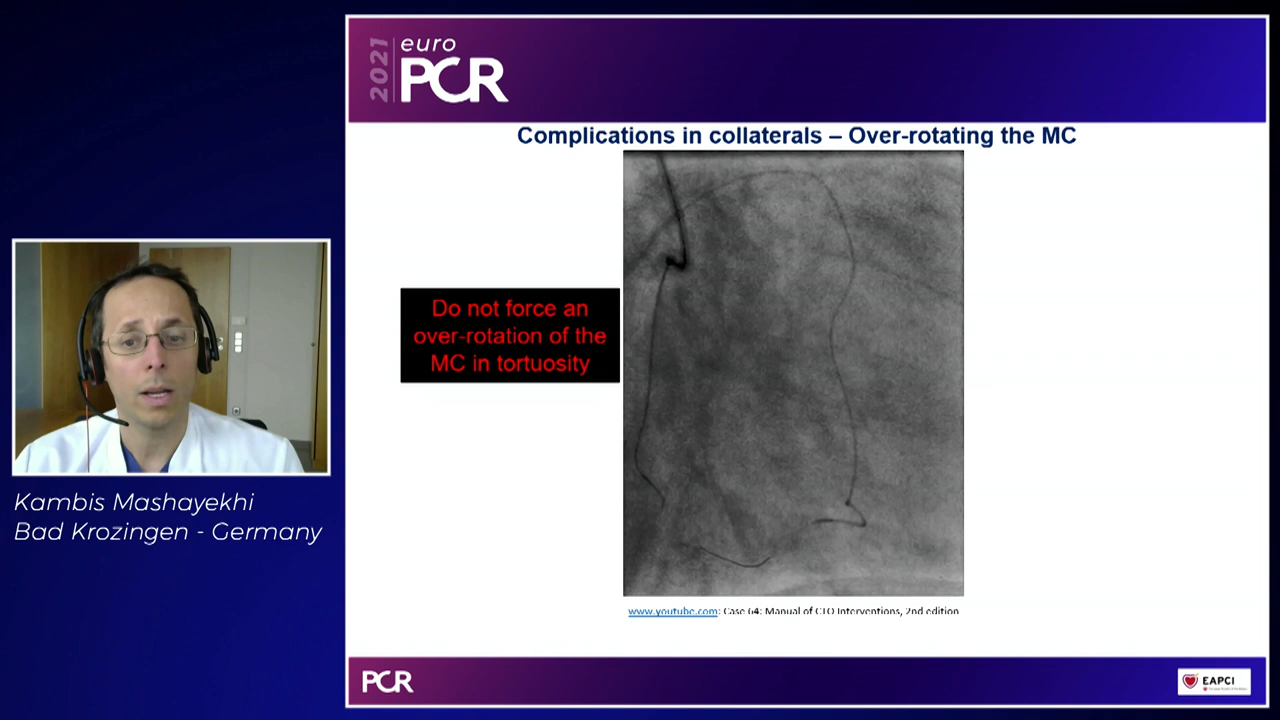 2021
euro
PCR
Complications in collaterals – Over-rotating the MC
Do not force an
over-rotation of the
MC in tortuosity
Kambis Mashayekhi
Bad Krozingen - Germany
www.youtube.com: Case 64: Manual of CTO Interventions, 2nd edition
PCR
EAPCI